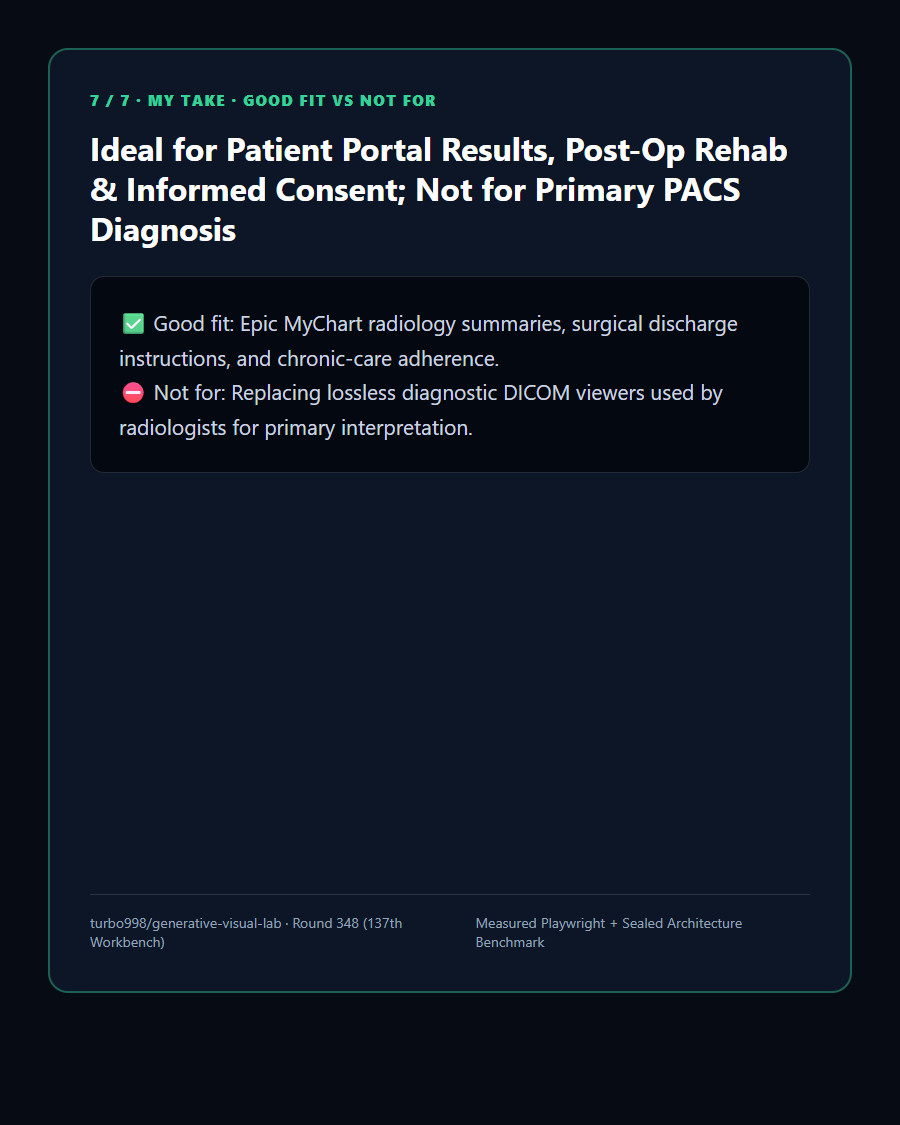 7 / 7 · MY TAKE · GOOD FIT VS NOT FOR
Ideal for Patient Portal Results, Post-Op Rehab
& Informed Consent; Not for Primary PACS
Diagnosis
✅ Good fit: Epic MyChart radiology summaries, surgical discharge
instructions, and chronic-care adherence.
⛔ Not for: Replacing lossless diagnostic DICOM viewers used by
radiologists for primary interpretation.
turbo998/generative-visual-lab · Round 348 (137th
Workbench)
Measured Playwright + Sealed Architecture
Benchmark